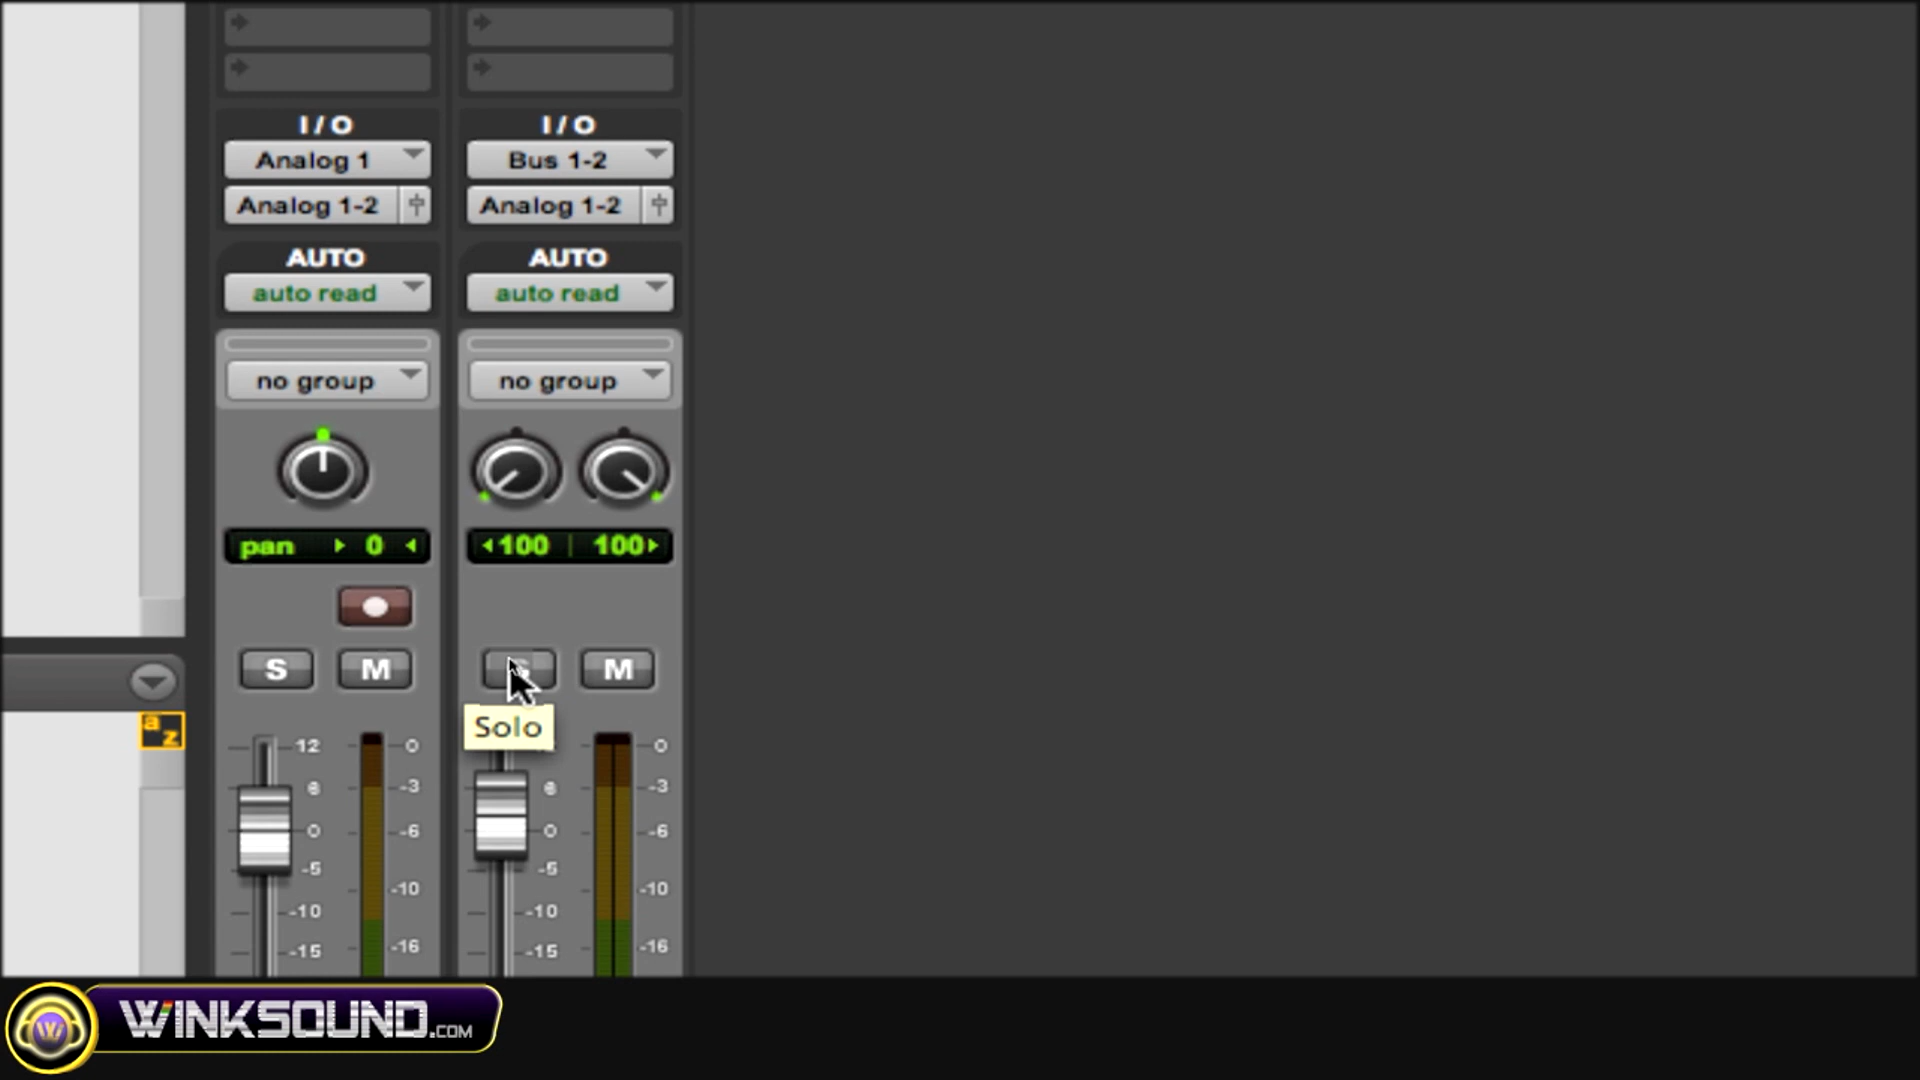 I / O
I / O
Analog 1
Bus 1-2
Analog 1-2
Analog 1-2
AUTO
AUTO
auto read
auto read
no group
no group
pan 0
100 100
S M
M
Solo
12
6
0
-5
-10
-15
0
-3
-6
-10
-16
6
0
-5
-10
-15
0
-3
-6
-10
-16
a
z
WINKSOUND.COM